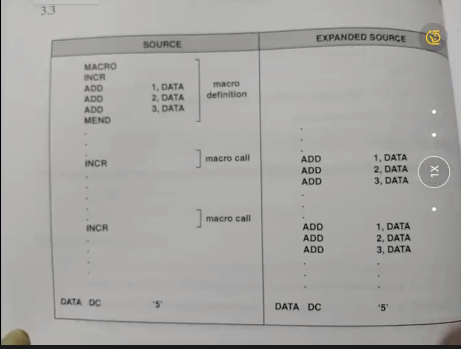 3.3
SOURCE
EXPANDED SOURCE
MACRO
INCR
ADD 1, DATA
ADD 2, DATA
ADD 3, DATA
MEND
macro
definition
INCR
macro call
ADD 1, DATA
ADD 2, DATA
ADD 3, DATA
INCR
macro call
ADD 1, DATA
ADD 2, DATA
ADD 3, DATA
DATA DC '5'
DATA DC '5'
1X